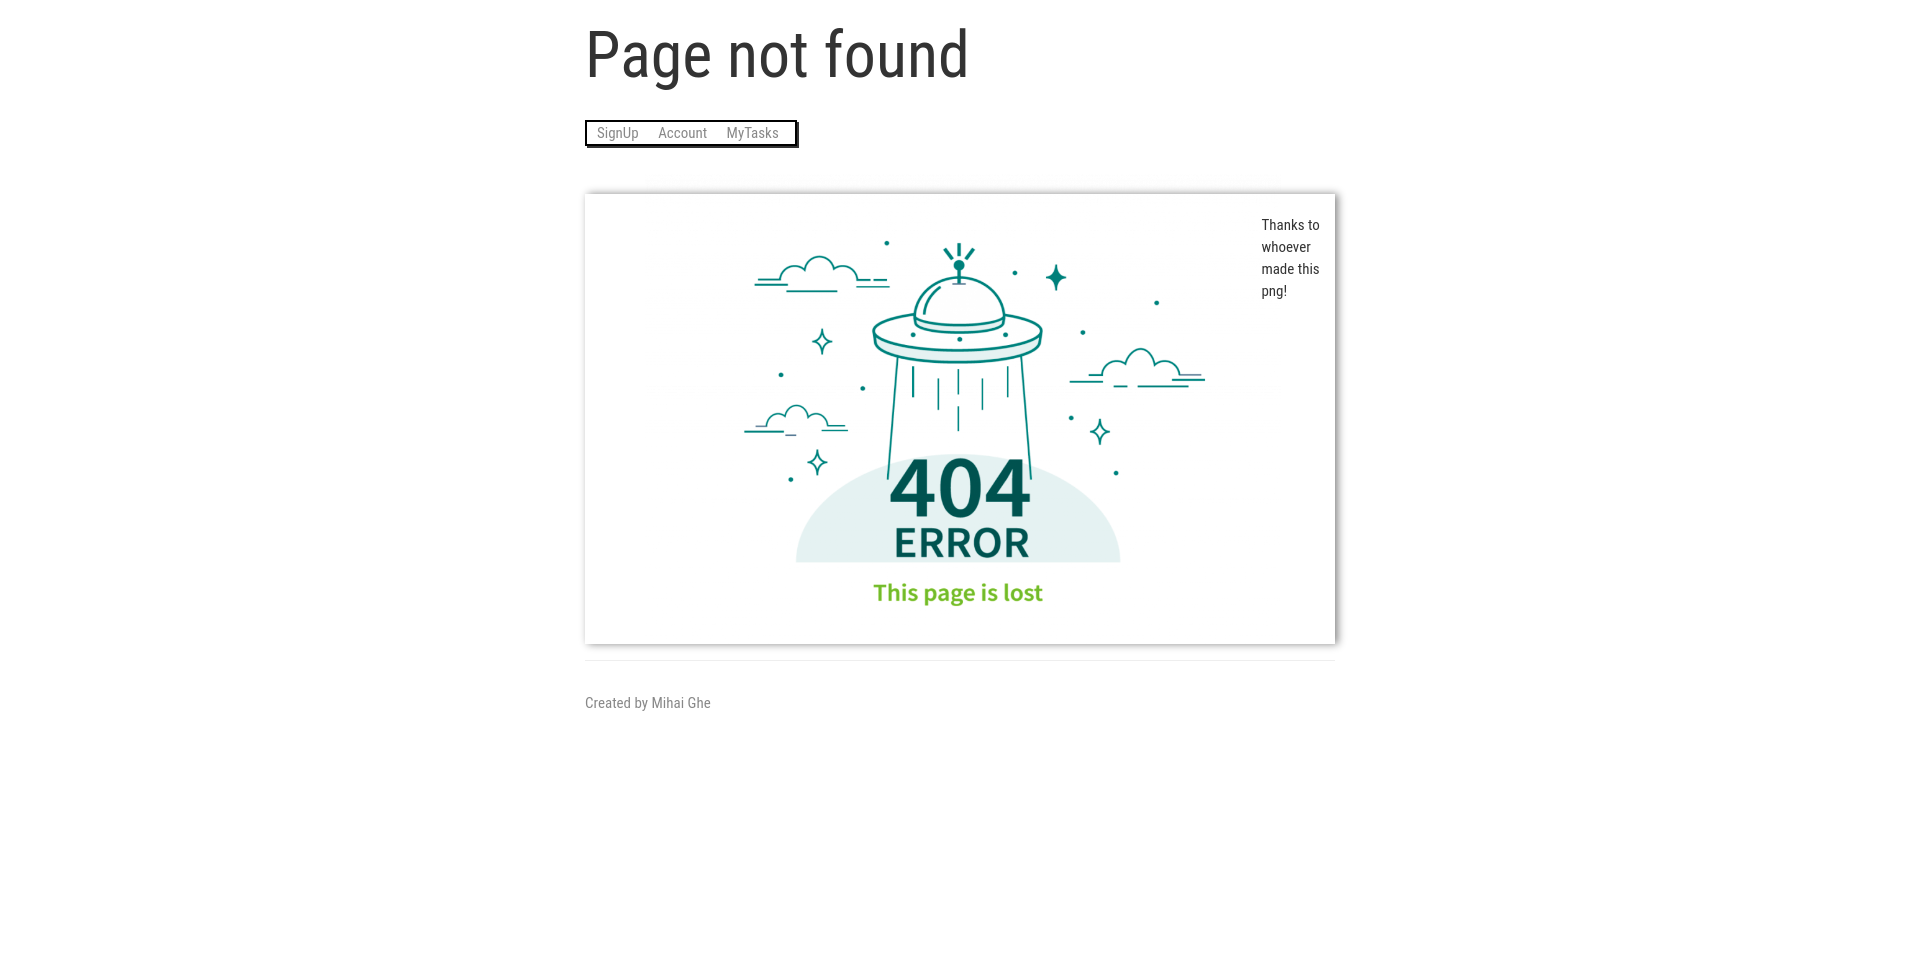 Page not found
SignUp Account MyTasks
Thanks to
whoever
made this
png!
404
ERROR
This page is lost
Created by Mihai Ghe